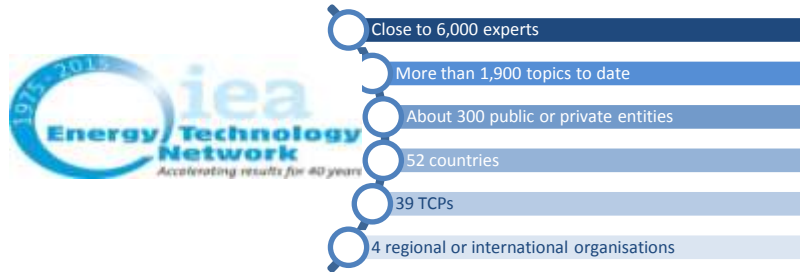 1975 - 2015
iea
Energy Technology
Network
Accelerating results for 40 years
Close to 6,000 experts
More than 1,900 topics to date
About 300 public or private entities
52 countries
39 TCPs
4 regional or international organisations